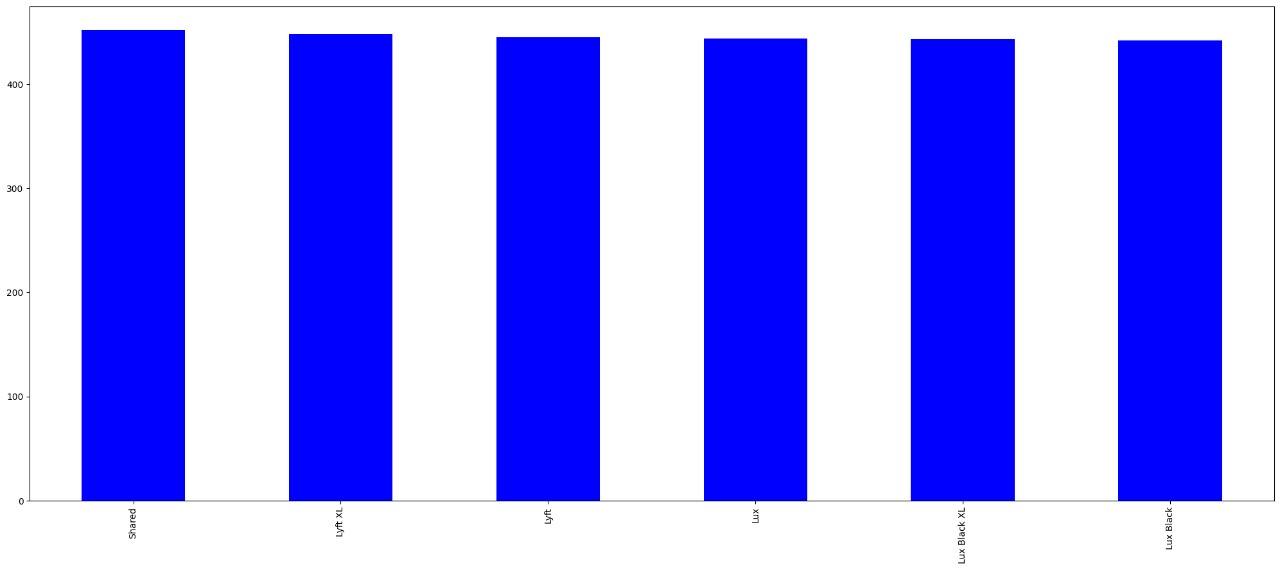 400
300
200
100
0
Shared
Lyft XL
Lyft
Lux
Lux Black XL
Lux Black